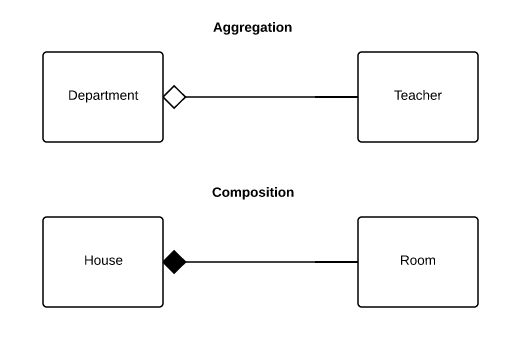 Aggregation
Department
Teacher
Composition
House
Room